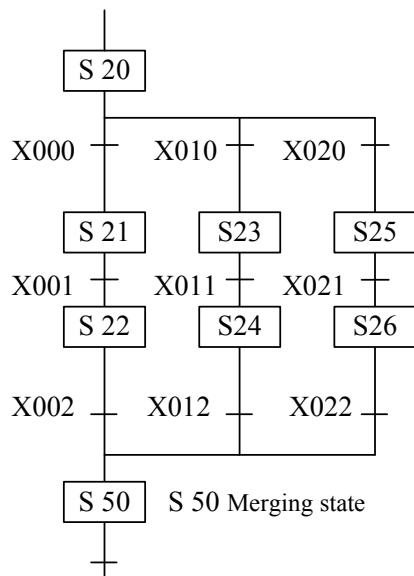 S 20
X000 X010 X020
S 21 S23 S25
X001 X011 X021
S 22 S24 S26
X002 X012 X022
S 50 S 50 Merging state